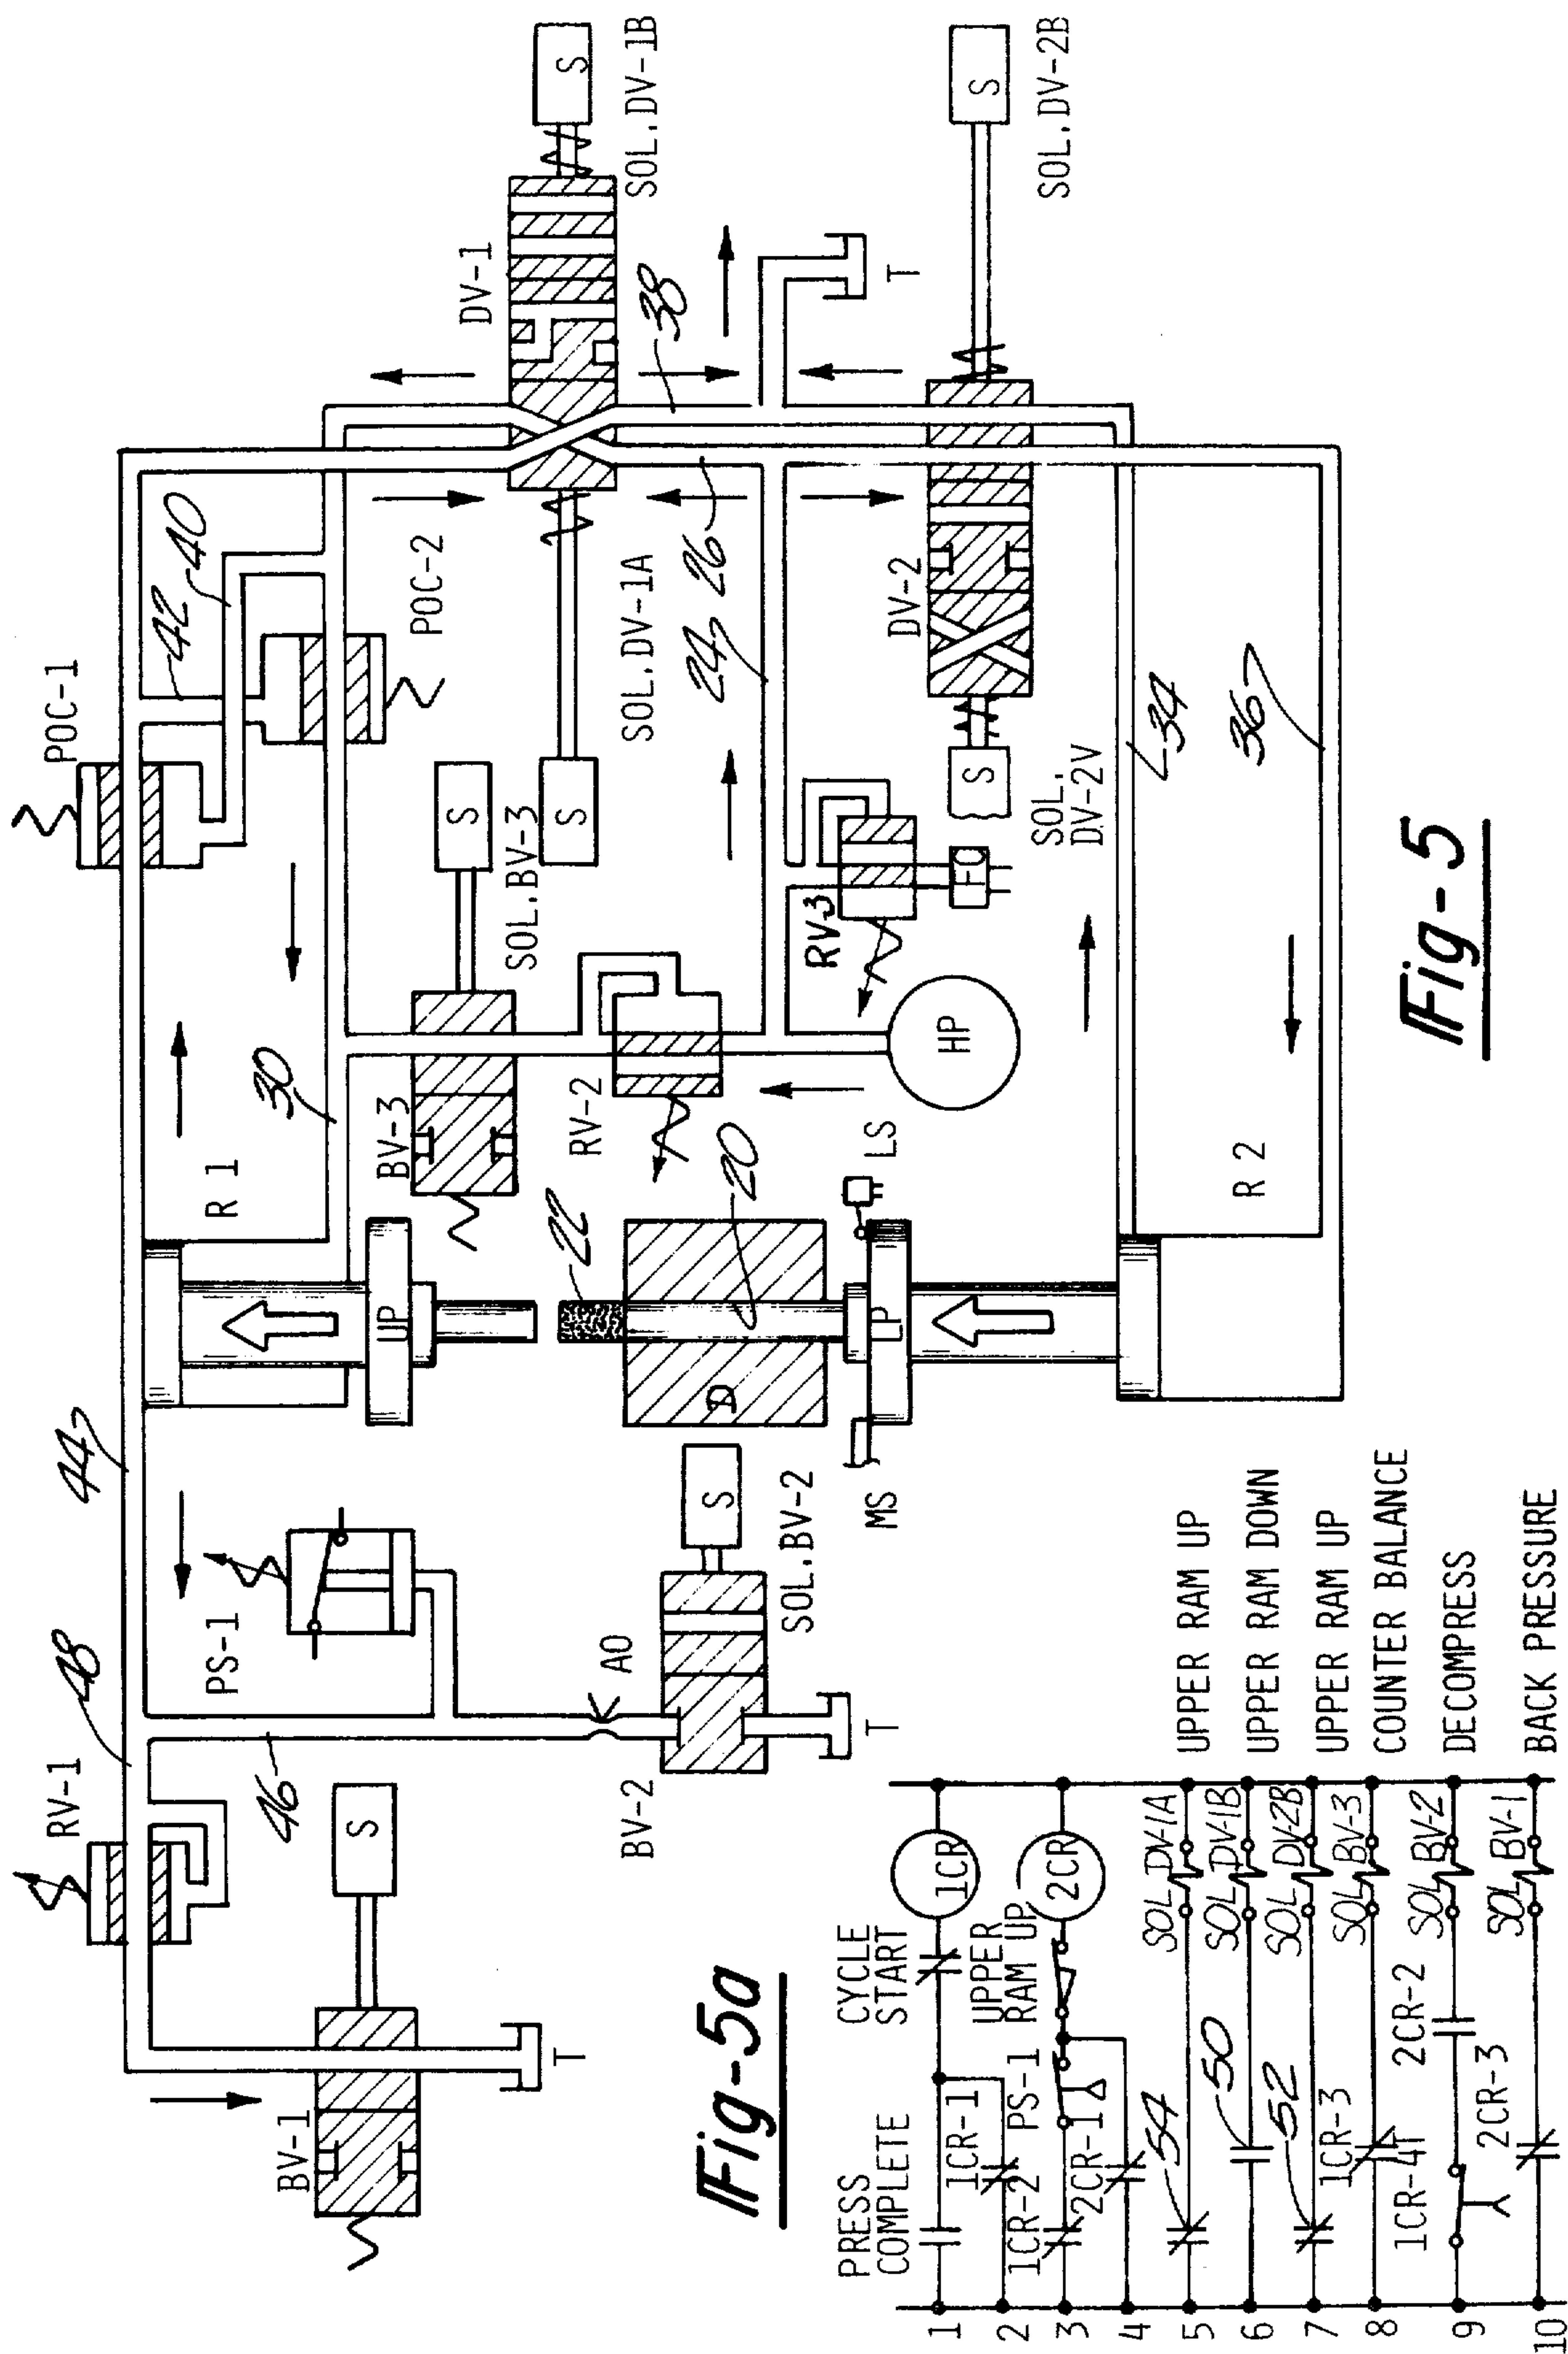 POC-1
42
40
POC-2
DV-1
SOL.DV-1B
S
38
T
SOL.DV-2B
S
44
R 1
30
BV-3
S
SOL.BV-3
S
SOL.DV-1A
24
26
DV-2
S
SOL.
DV-2V
34
36
RV-2
HP
RV-3
FC
R 2
UP
22
D
20
LP
LS
MS
48
RV-1
PS-1
46
AO
BV-2
S
SOL.BV-2
T
BV-1
S
T
Fig-5
Fig-5a
PRESS
COMPLETE
CYCLE
START
1CR
1
1CR-1
2
1CR-2
PS-1
UPPER
RAM UP
2CR
3
2CR-1
4
5
54
SOL DV-1A
UPPER RAM UP
6
50
SOL DV-1B
UPPER RAM DOWN
7
52
SOL DV-2B
UPPER RAM UP
8
1CR-3
SOL BV-3
COUNTER BALANCE
9
1CR-4
2CR-2
SOL BV-2
DECOMPRESS
10
2CR-3
SOL BV-1
BACK PRESSURE